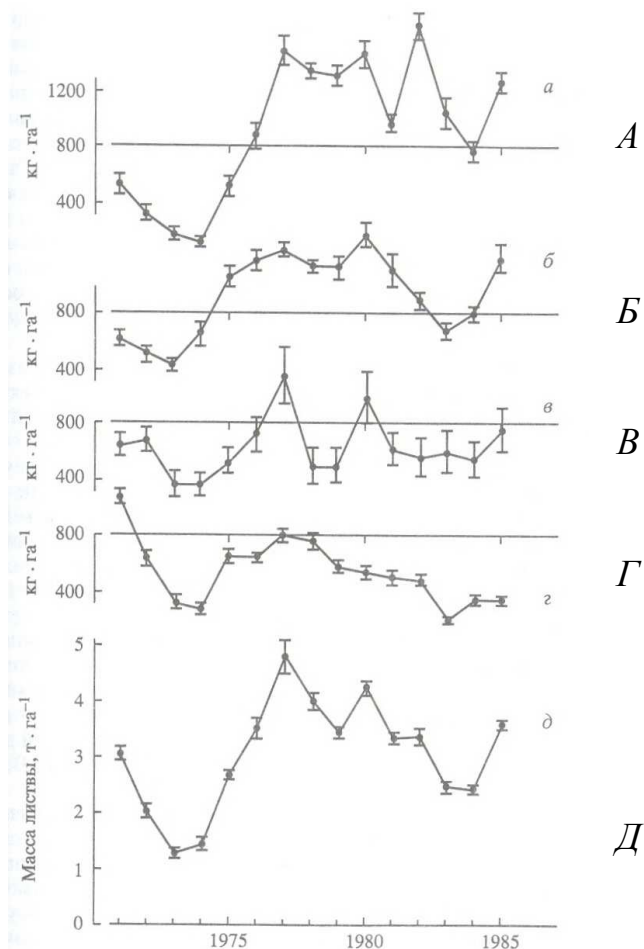 1200
800
400
кг · га⁻¹
а
А
800
400
кг · га⁻¹
б
Б
800
400
кг · га⁻¹
в
В
800
400
кг · га⁻¹
г
Г
5
4
3
2
1
0
Масса листвы, т · га⁻¹
д
Д
1975
1980
1985